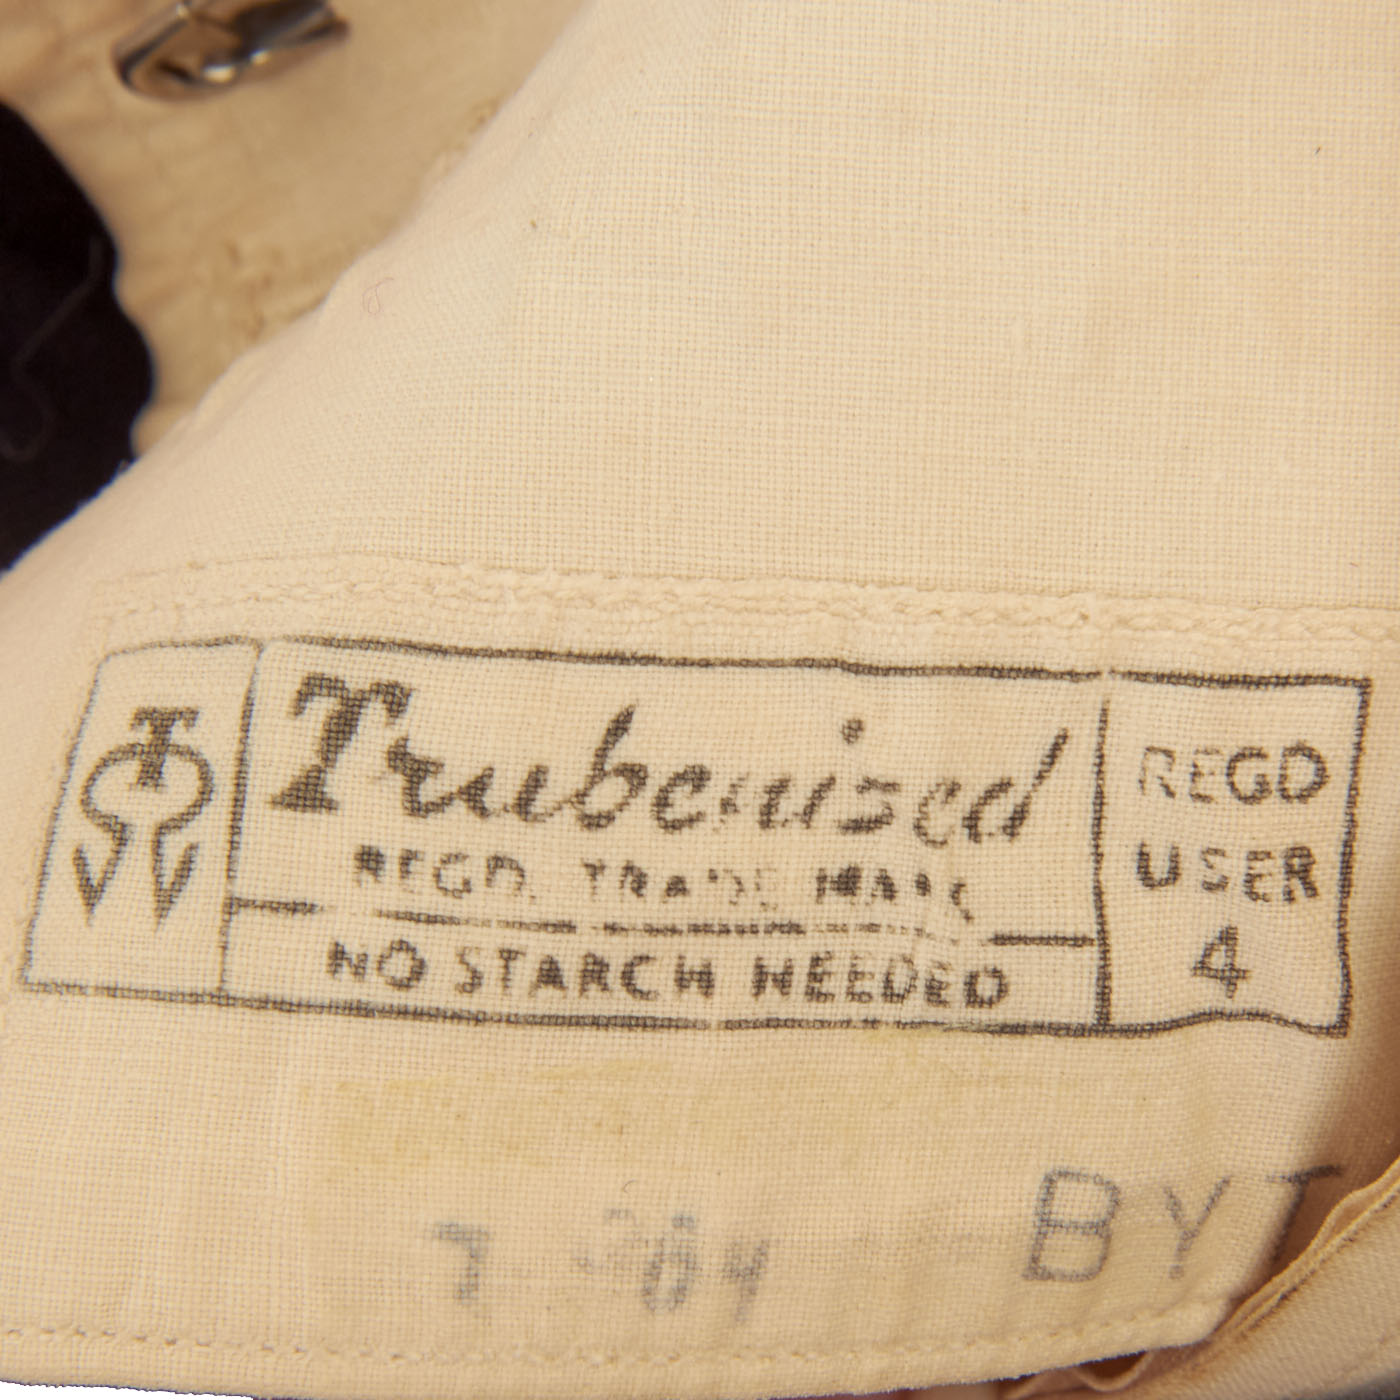 Trubenised
REGD. TRADE MARK
NO STARCH NEEDED
REGD
USER
4
BYT